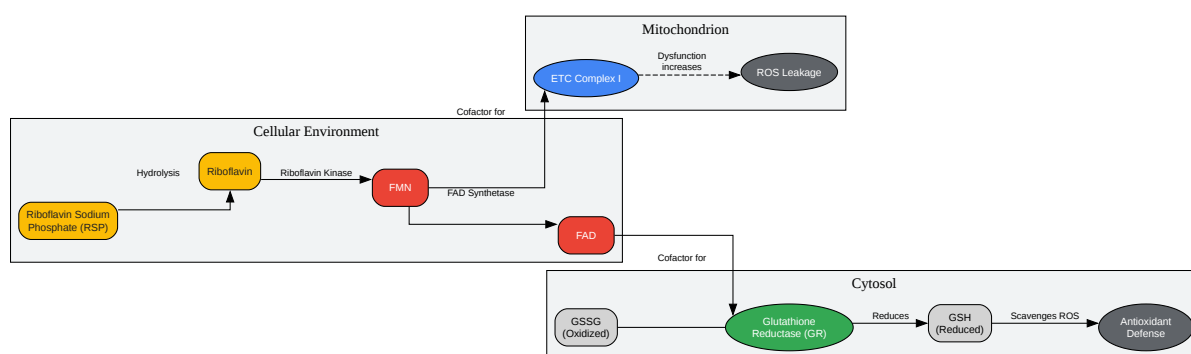 Mitochondrion
ETC Complex I
Dysfunction
increases
ROS Leakage
Cofactor for
Cellular Environment
Hydrolysis
Riboflavin
Riboflavin Kinase
FMN
FAD Synthetase
Riboflavin Sodium
Phosphate (RSP)
FAD
Cofactor for
Cytosol
GSSG
(Oxidized)
Glutathione
Reductase (GR)
Reduces
GSH
(Reduced)
Scavenges ROS
Antioxidant
Defense